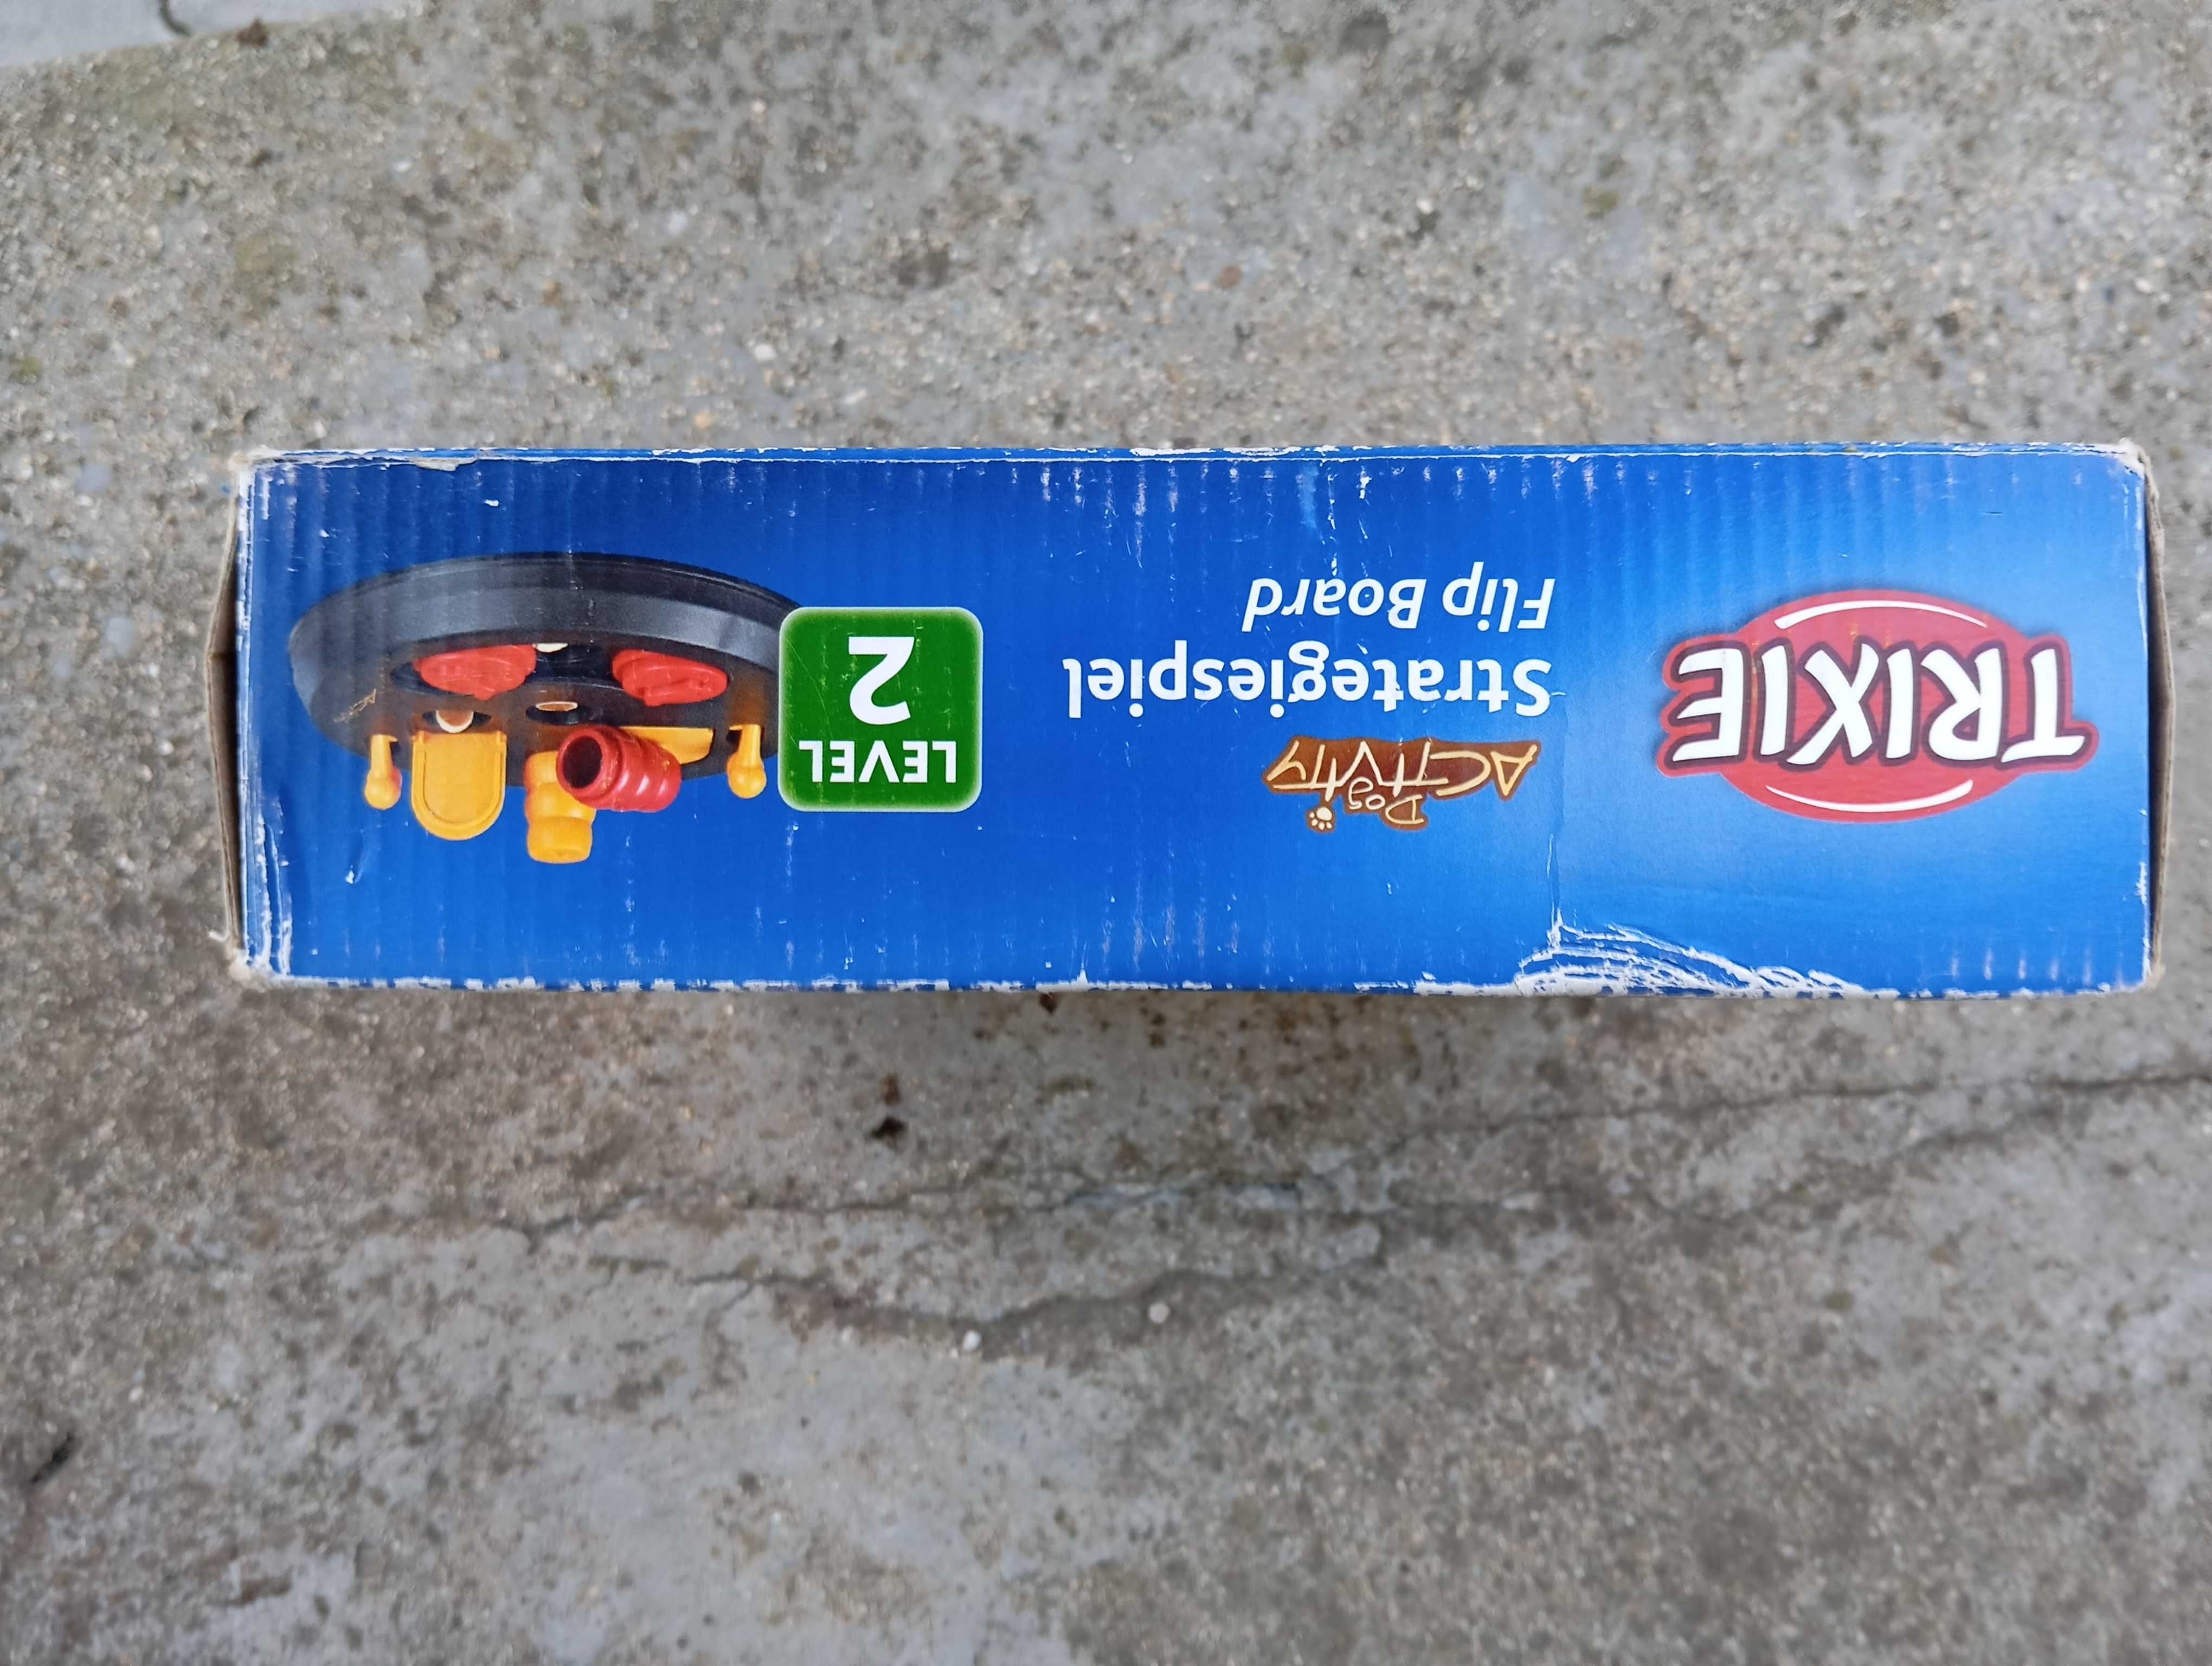 TRIXIE
Dog
ACTIVITY
Strategiespiel
Flip Board
LEVEL
2